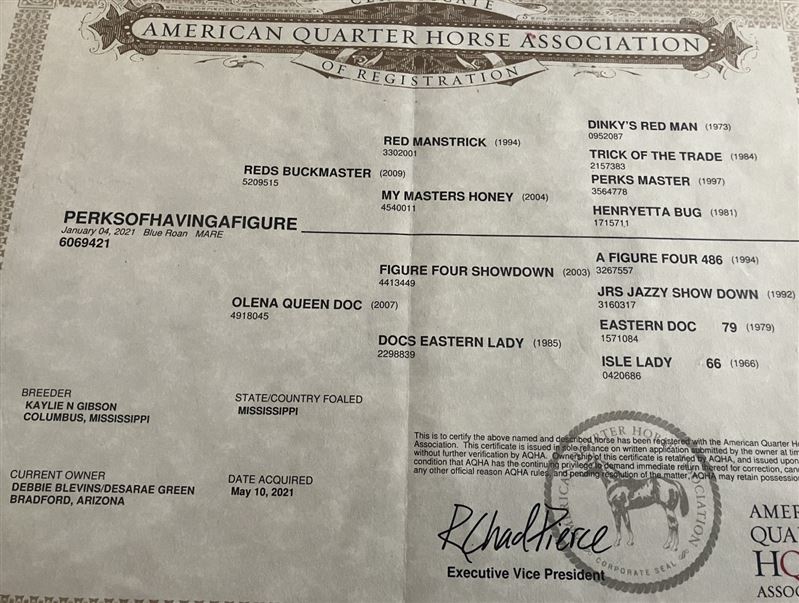 CERTIFICATE
AMERICAN QUARTER HORSE ASSOCIATION
OF REGISTRATION
DINKY'S RED MAN (1973)
0952087
RED MANSTRICK (1994)
3302001
TRICK OF THE TRADE (1984)
2157383
REDS BUCKMASTER (2009)
5209515
PERKS MASTER (1997)
3564778
MY MASTERS HONEY (2004)
4540011
HENRYETTA BUG (1981)
1715711
PERKSOFHAVINGAFIGURE
January 04, 2021 Blue Roan MARE
6069421
A FIGURE FOUR 486 (1994)
3267557
FIGURE FOUR SHOWDOWN (2003)
4413449
JRS JAZZY SHOW DOWN (1992)
3160317
OLENA QUEEN DOC (2007)
4918045
EASTERN DOC 79 (1979)
1571084
DOCS EASTERN LADY (1985)
2298839
ISLE LADY 66 (1966)
0420686
BREEDER
KAYLIE N GIBSON
COLUMBUS, MISSISSIPPI
STATE/COUNTRY FOALED
MISSISSIPPI
CURRENT OWNER
DEBBIE BLEVINS/DESARAE GREEN
BRADFORD, ARIZONA
DATE ACQUIRED
May 10, 2021
This is to certify the above named and described horse has been registered with the American Quarter H
Association. This certificate is issued in sole reliance on written application submitted by the owner at tim
without further verification by AQHA. Ownership of this certificate is retained by AQHA, and issued upon
condition that AQHA has the continuing privilege to demand immediate return thereof for correction, can
any other official reason AQHA rules, and pending resolution of the matter, AQHA may retain possessio
R Chad Pierce
Executive Vice President
QUARTER HORSE ASSOCIATION
CORPORATE SEAL
AMER
QUA
HO
ASSOC